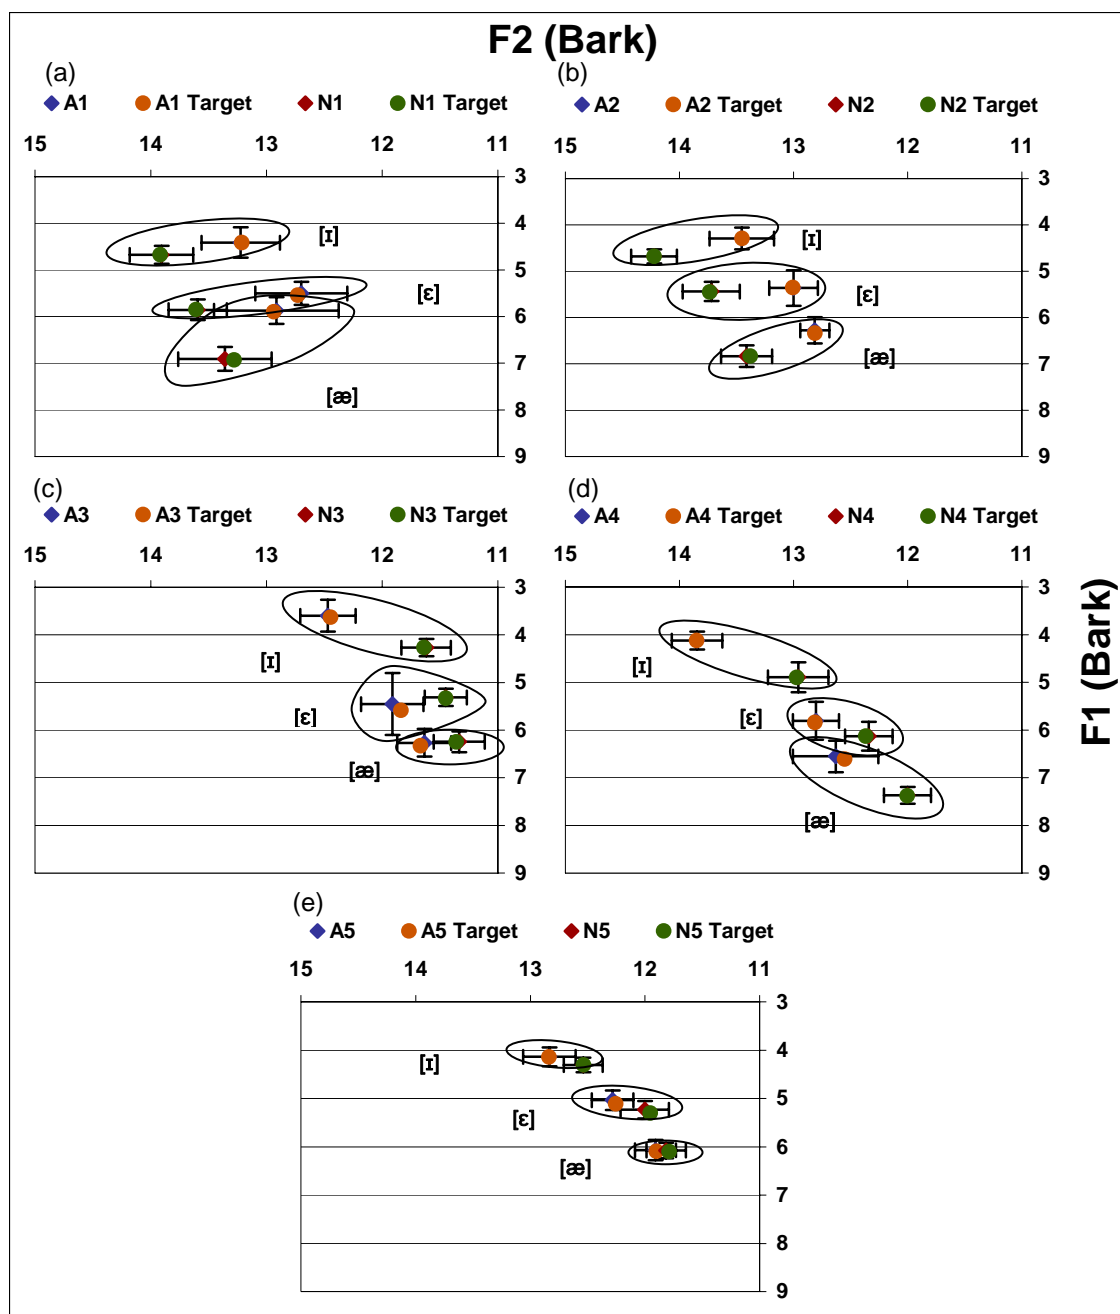 F2 (Bark)
(a)
A1 A1 Target N1 N1 Target
15 14 13 12 11
3
4
5
6
7
8
9
[ɪ]
[ɛ]
[æ]
(b)
A2 A2 Target N2 N2 Target
15 14 13 12 11
3
4
5
6
7
8
9
[ɪ]
[ɛ]
[æ]
(c)
A3 A3 Target N3 N3 Target
15 14 13 12 11
3
4
5
6
7
8
9
[ɪ]
[ɛ]
[æ]
(d)
A4 A4 Target N4 N4 Target
15 14 13 12 11
3
4
5
6
7
8
9
[ɪ]
[ɛ]
[æ]
F1 (Bark)
(e)
A5 A5 Target N5 N5 Target
15 14 13 12 11
3
4
5
6
7
8
9
[ɪ]
[ɛ]
[æ]